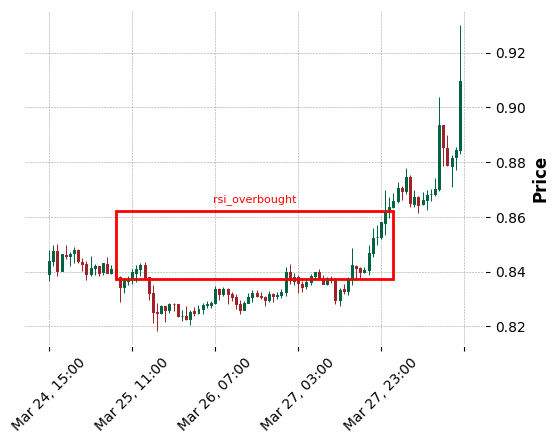 rsi_overbought
0.92
0.90
0.88
0.86
0.84
0.82
Price
Mar 24, 15:00
Mar 25, 11:00
Mar 26, 07:00
Mar 27, 03:00
Mar 27, 23:00